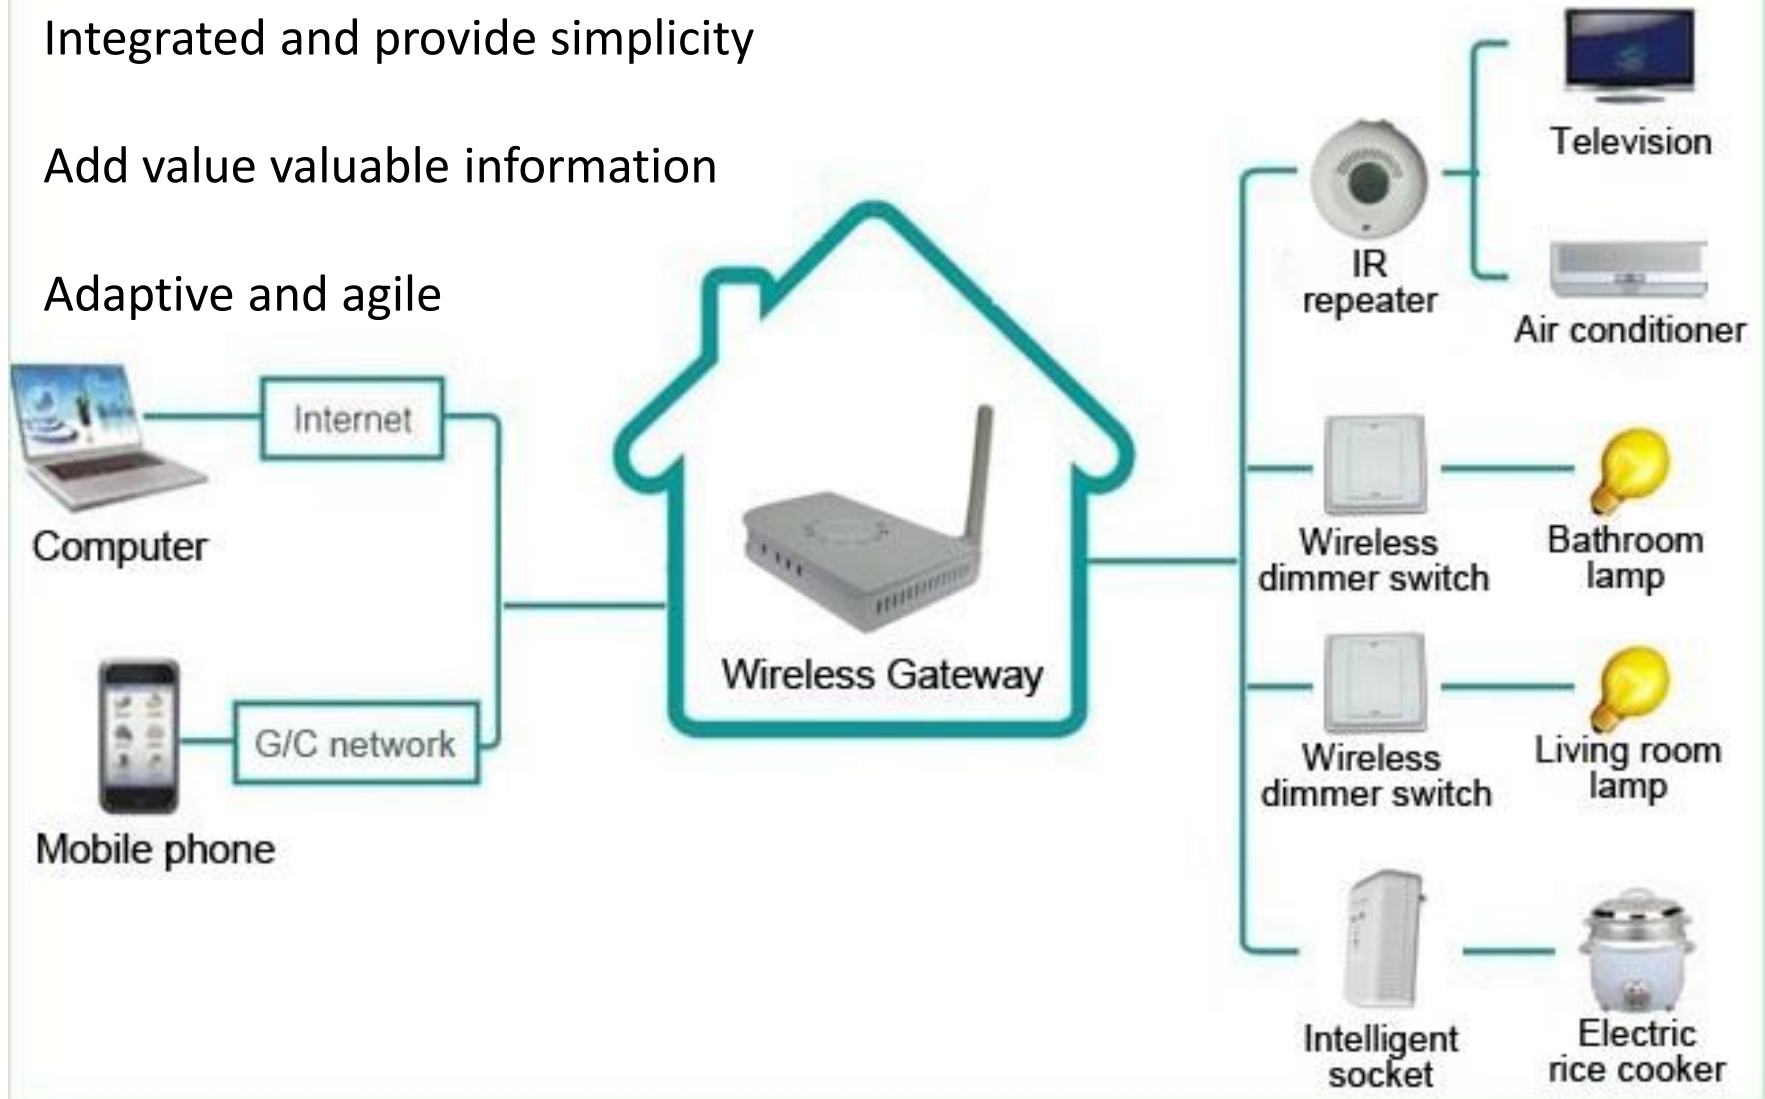 Integrated and provide simplicity
Add value valuable information
Adaptive and agile
Computer
Internet
Mobile phone
G/C network
Wireless Gateway
IR
repeater
Television
Air conditioner
Wireless
dimmer switch
Bathroom
lamp
Wireless
dimmer switch
Living room
lamp
Intelligent
socket
Electric
rice cooker